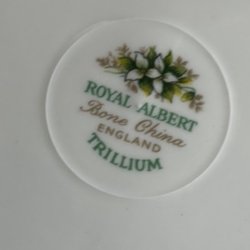 ROYAL ALBERT
Bone China
ENGLAND
TRILLIUM